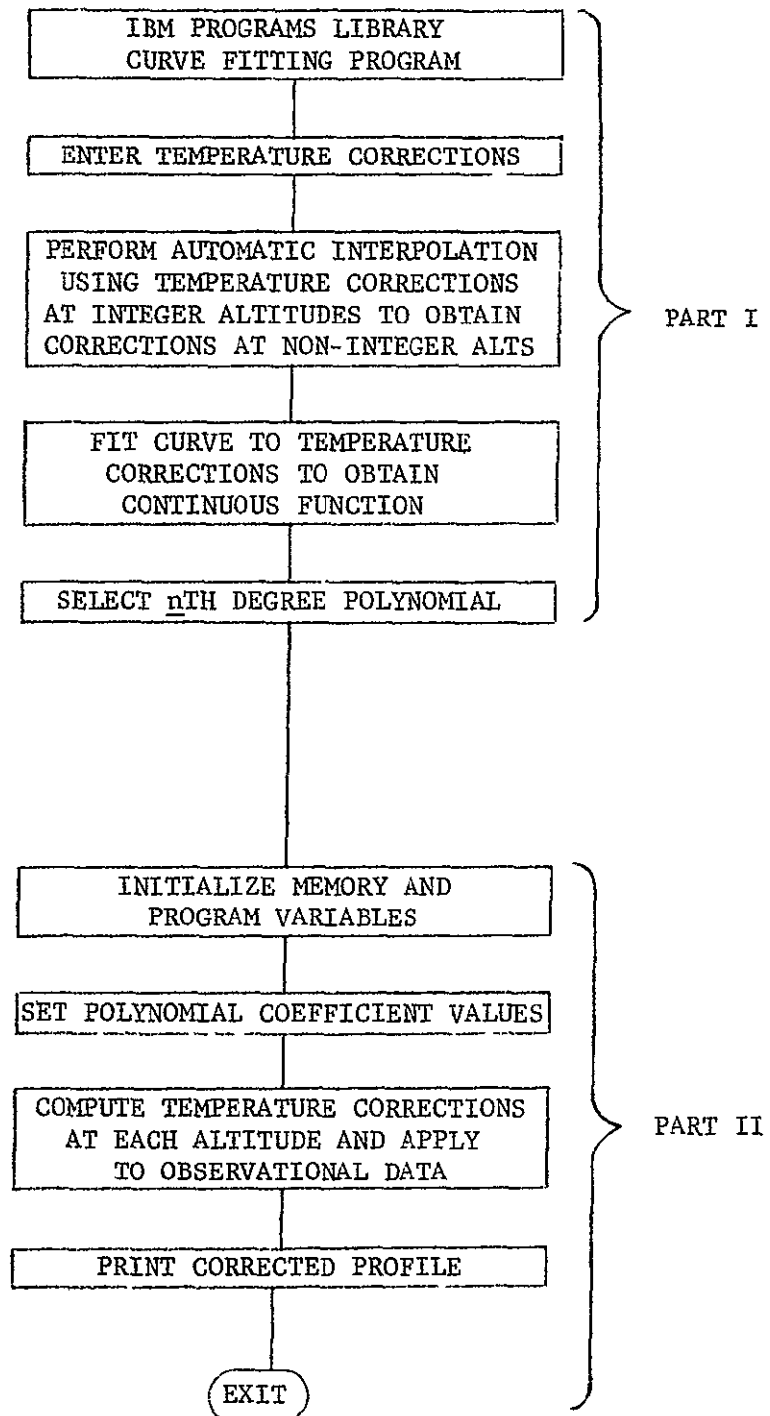 IBM PROGRAMS LIBRARY
CURVE FITTING PROGRAM
ENTER TEMPERATURE CORRECTIONS
PERFORM AUTOMATIC INTERPOLATION
USING TEMPERATURE CORRECTIONS
AT INTEGER ALTITUDES TO OBTAIN
CORRECTIONS AT NON-INTEGER ALTS
FIT CURVE TO TEMPERATURE
CORRECTIONS TO OBTAIN
CONTINUOUS FUNCTION
SELECT nTH DEGREE POLYNOMIAL
PART I
INITIALIZE MEMORY AND
PROGRAM VARIABLES
SET POLYNOMIAL COEFFICIENT VALUES
COMPUTE TEMPERATURE CORRECTIONS
AT EACH ALTITUDE AND APPLY
TO OBSERVATIONAL DATA
PRINT CORRECTED PROFILE
EXIT
PART II